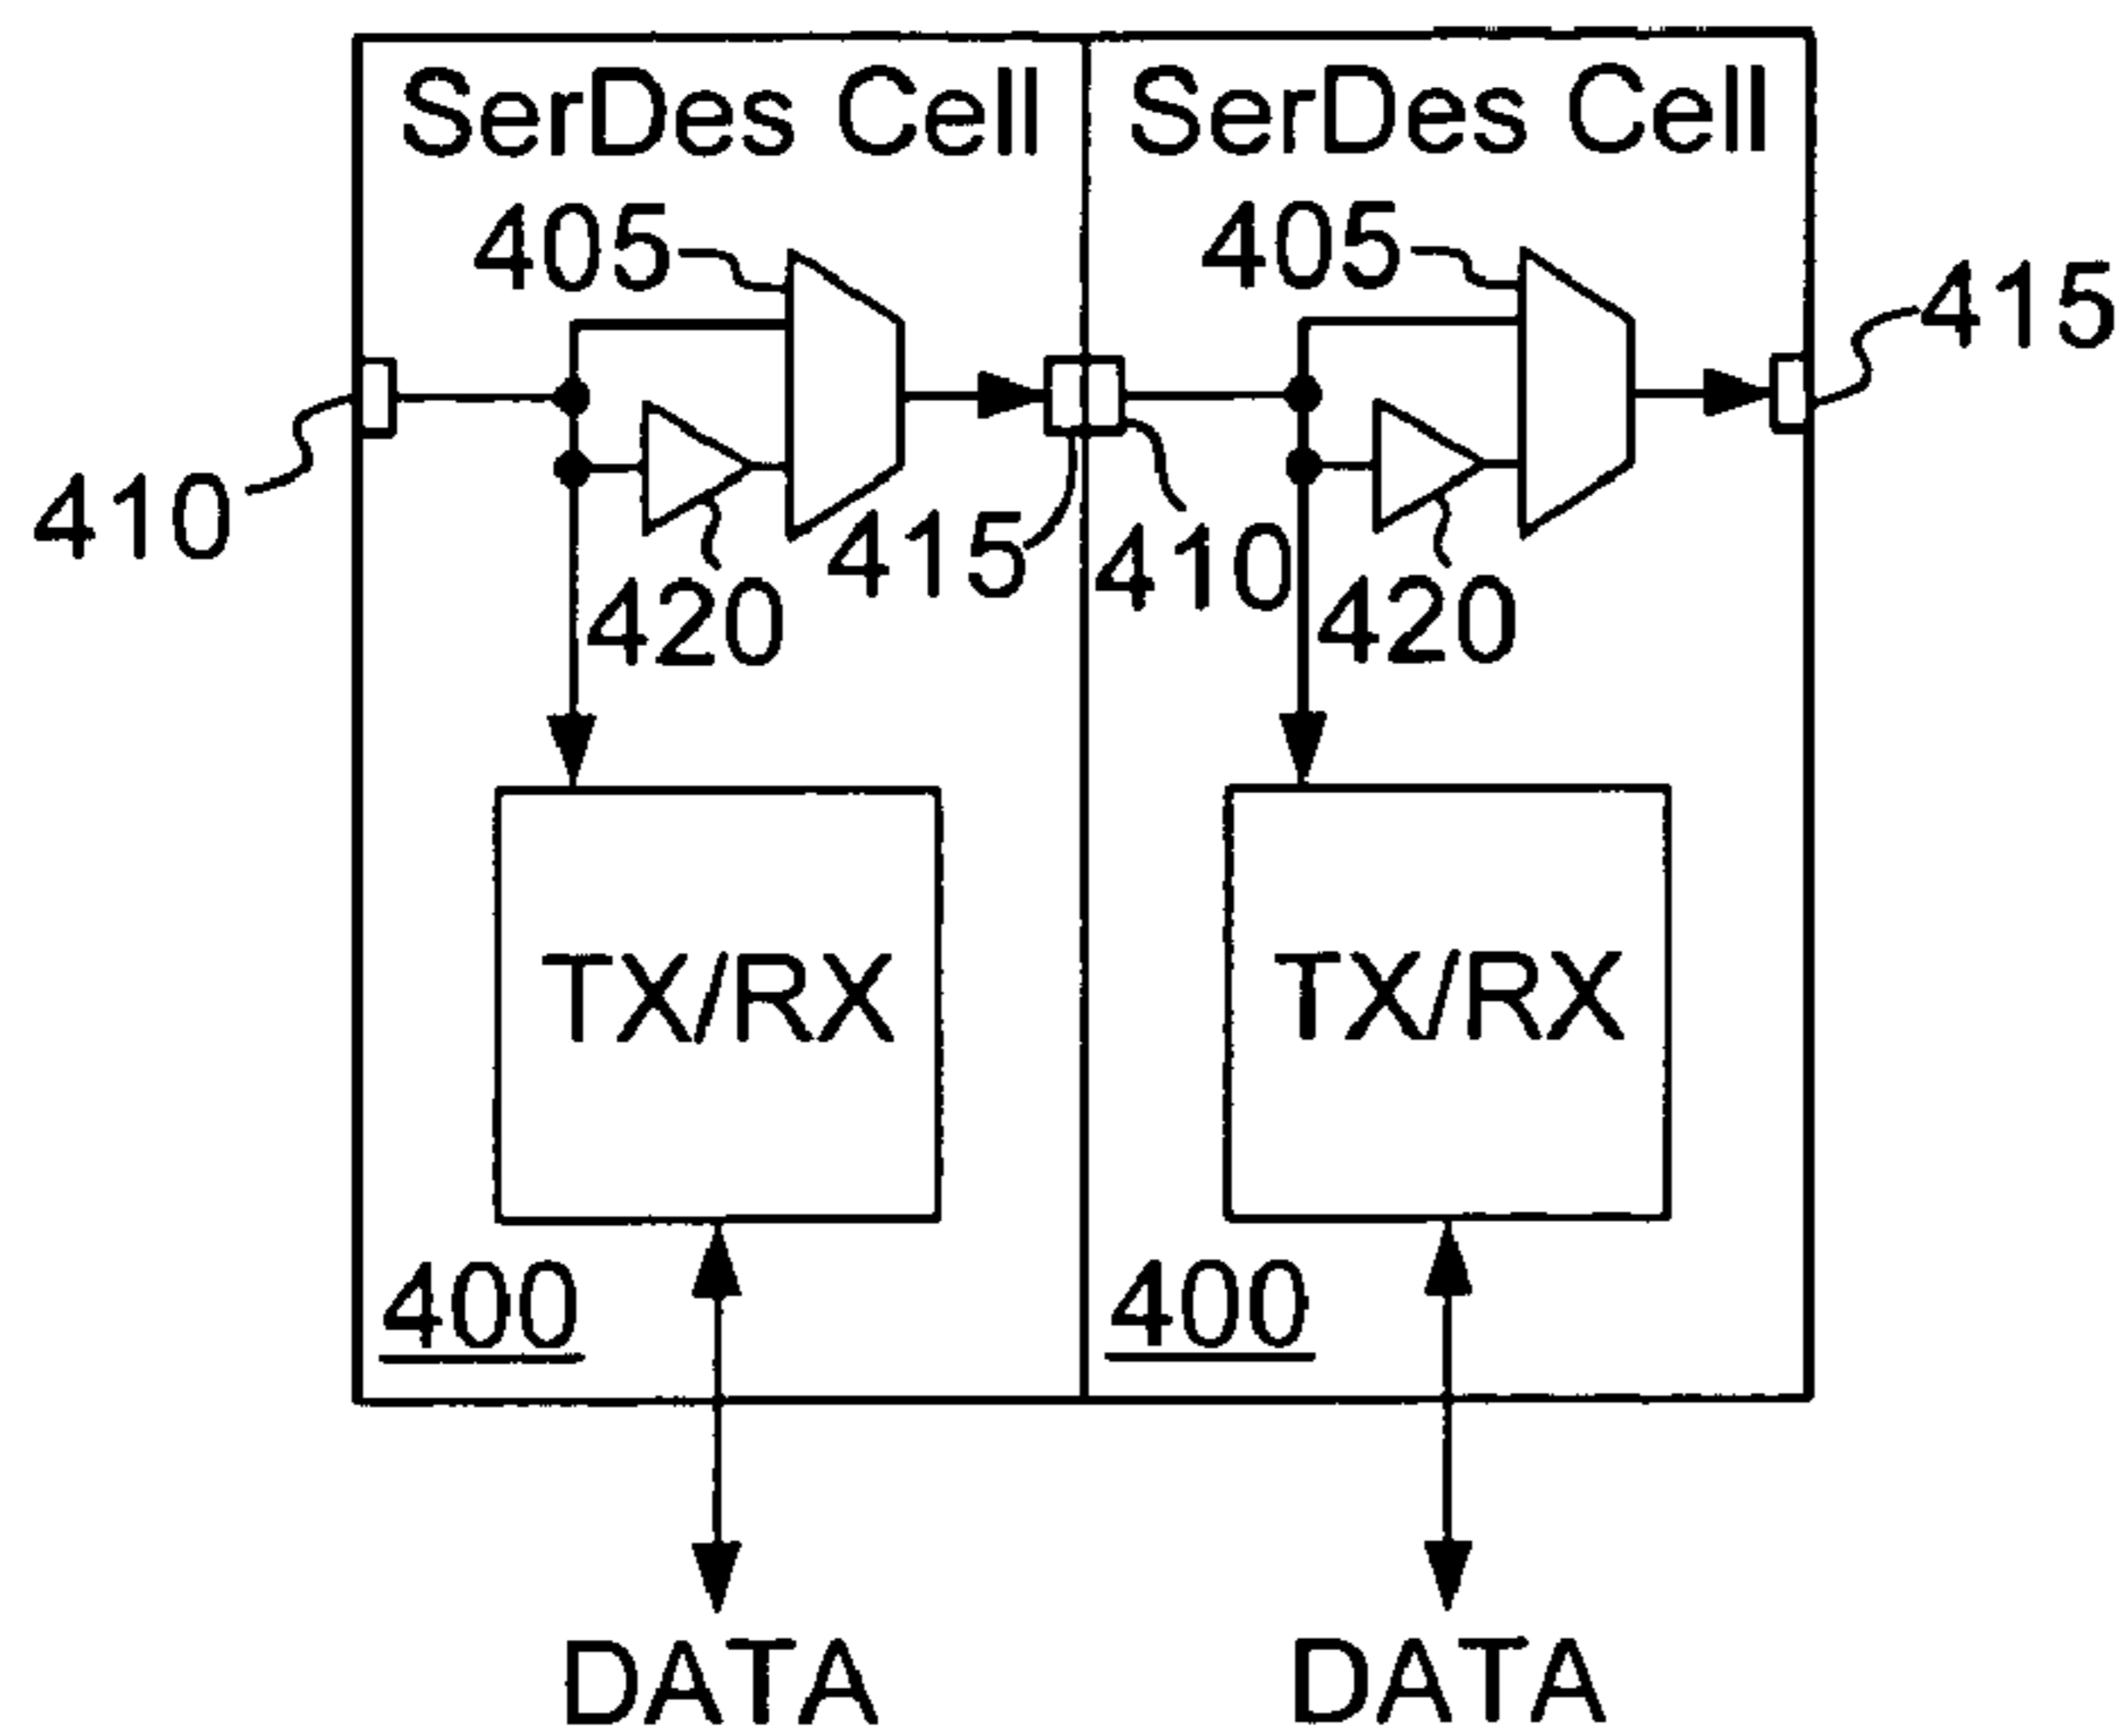 SerDes Cell SerDes Cell
405 405
415
410
415 410
420 420
TX/RX TX/RX
400 400
DATA DATA